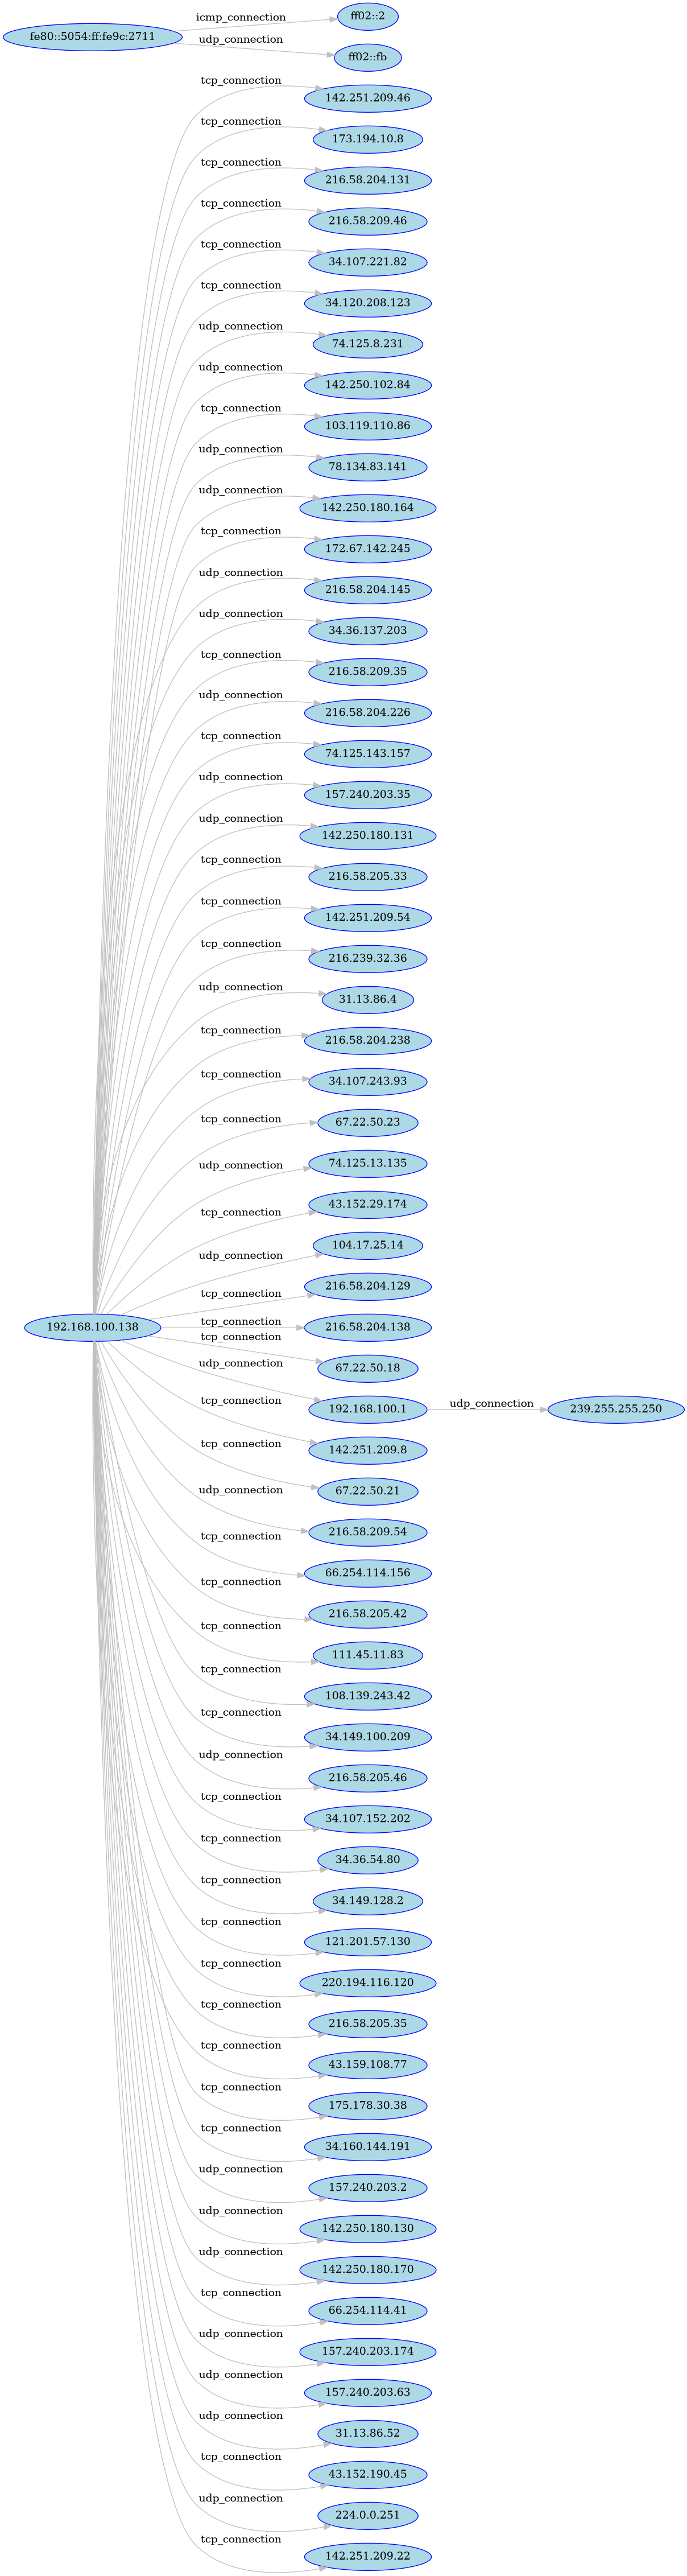 icmp_connection
ff02::2
fe80::5054:ff:fe9c:2711
udp_connection
ff02::fb
tcp_connection
142.251.209.46
tcp_connection
173.194.10.8
tcp_connection
216.58.204.131
tcp_connection
216.58.209.46
tcp_connection
34.107.221.82
tcp_connection
34.120.208.123
udp_connection
74.125.8.231
udp_connection
142.250.102.84
tcp_connection
103.119.110.86
udp_connection
78.134.83.141
udp_connection
142.250.180.164
tcp_connection
172.67.142.245
udp_connection
216.58.204.145
udp_connection
34.36.137.203
tcp_connection
216.58.209.35
udp_connection
216.58.204.226
tcp_connection
74.125.143.157
udp_connection
157.240.203.35
udp_connection
142.250.180.131
tcp_connection
216.58.205.33
tcp_connection
142.251.209.54
tcp_connection
216.239.32.36
udp_connection
31.13.86.4
tcp_connection
216.58.204.238
tcp_connection
34.107.243.93
tcp_connection
67.22.50.23
udp_connection
74.125.13.135
tcp_connection
43.152.29.174
udp_connection
104.17.25.14
tcp_connection
216.58.204.129
192.168.100.138
tcp_connection
216.58.204.138
tcp_connection
67.22.50.18
udp_connection
192.168.100.1
udp_connection
239.255.255.250
tcp_connection
142.251.209.8
tcp_connection
67.22.50.21
udp_connection
216.58.209.54
tcp_connection
66.254.114.156
tcp_connection
216.58.205.42
tcp_connection
111.45.11.83
tcp_connection
108.139.243.42
tcp_connection
34.149.100.209
udp_connection
216.58.205.46
tcp_connection
34.107.152.202
tcp_connection
34.36.54.80
tcp_connection
34.149.128.2
tcp_connection
121.201.57.130
tcp_connection
220.194.116.120
tcp_connection
216.58.205.35
tcp_connection
43.159.108.77
tcp_connection
175.178.30.38
tcp_connection
34.160.144.191
udp_connection
157.240.203.2
udp_connection
142.250.180.130
udp_connection
142.250.180.170
tcp_connection
66.254.114.41
udp_connection
157.240.203.174
udp_connection
157.240.203.63
udp_connection
31.13.86.52
tcp_connection
43.152.190.45
udp_connection
224.0.0.251
tcp_connection
142.251.209.22